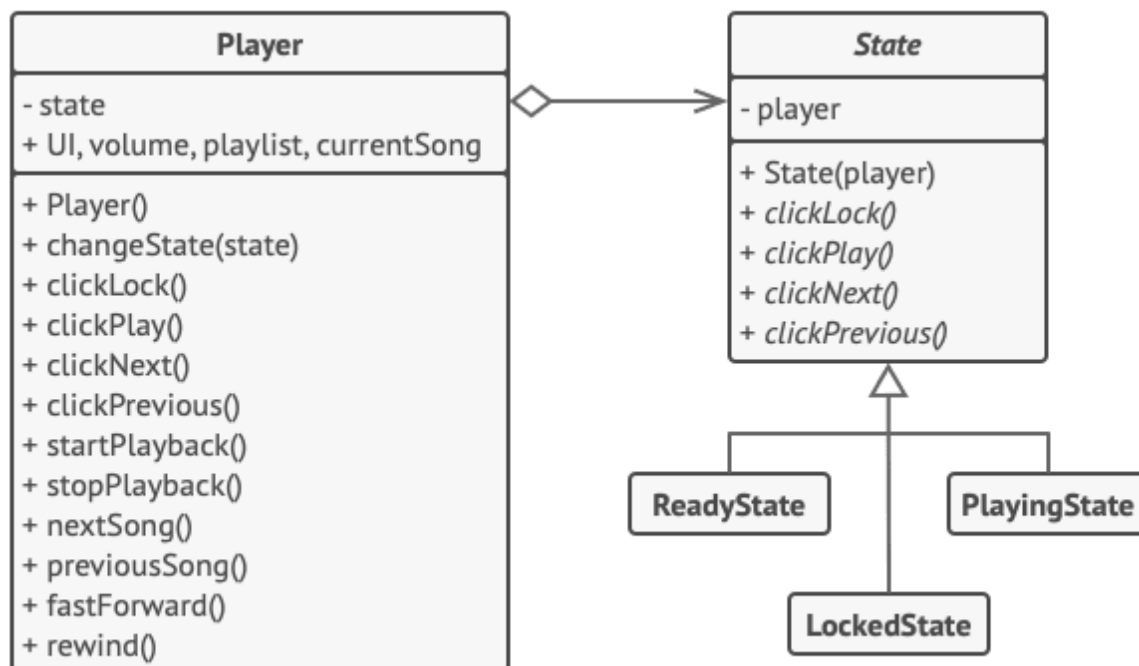 Player
- state
+ UI, volume, playlist, currentSong
+ Player()
+ changeState(state)
+ clickLock()
+ clickPlay()
+ clickNext()
+ clickPrevious()
+ startPlayback()
+ stopPlayback()
+ nextSong()
+ previousSong()
+ fastForward()
+ rewind()
State
- player
+ State(player)
+ clickLock()
+ clickPlay()
+ clickNext()
+ clickPrevious()
ReadyState
PlayingState
LockedState